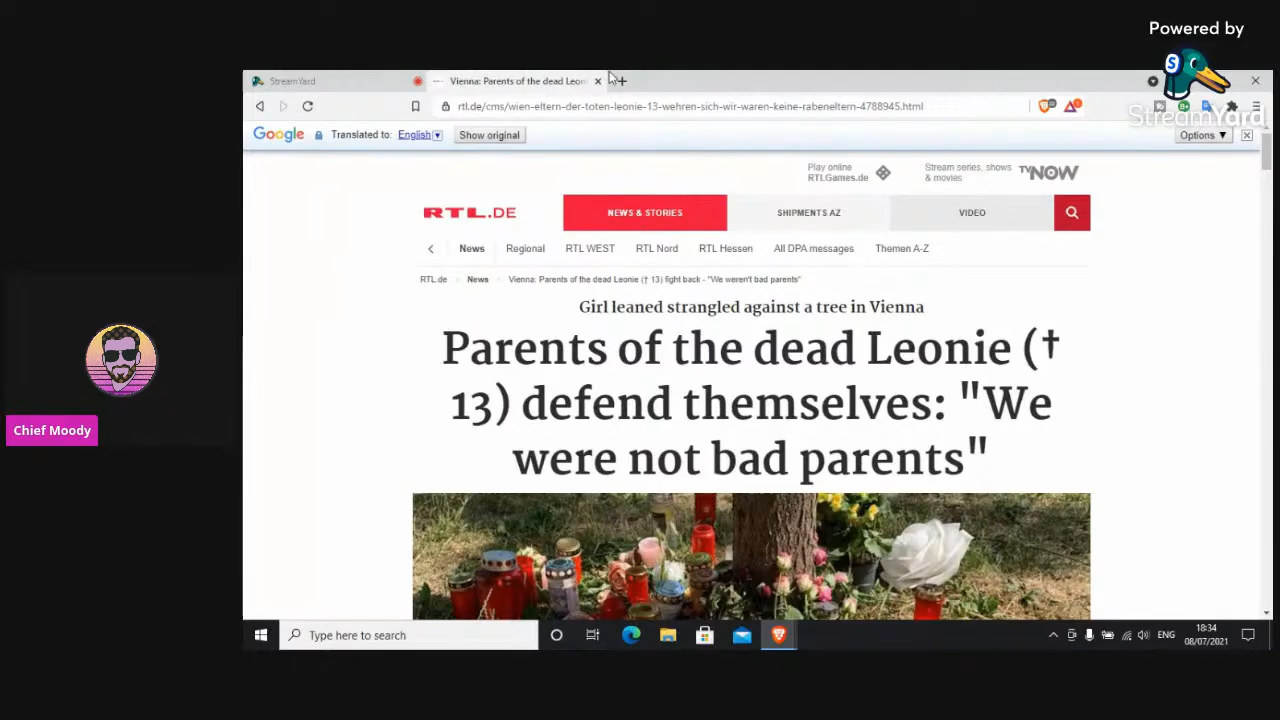 Powered by
StreamYard
StreamYard
Vienna: Parents of the dead Leon
rtl.de/cms/wien-eltern-der-toten-leonie-13-wehren-sich-wir-waren-keine-rabeneltern-4788945.html
Google Translated to: English Show original
Options
Play online
RTLGames.de
Stream series, shows
& movies
TVNOW
RTL.DE
NEWS & STORIES
SHIPMENTS AZ
VIDEO
News Regional RTL WEST RTL Nord RTL Hessen All DPA messages Themen A-Z
RTL.de News Vienna: Parents of the dead Leonie († 13) fight back - "We weren't bad parents"
Girl leaned strangled against a tree in Vienna
Parents of the dead Leonie (†
13) defend themselves: "We
were not bad parents"
Chief Moody
Type here to search
ENG
18:34
08/07/2021